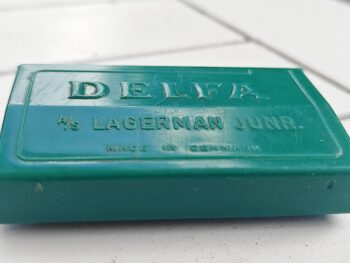 DELFA
A/S LAGERMAN JUNR.
MADE IN DENMARK